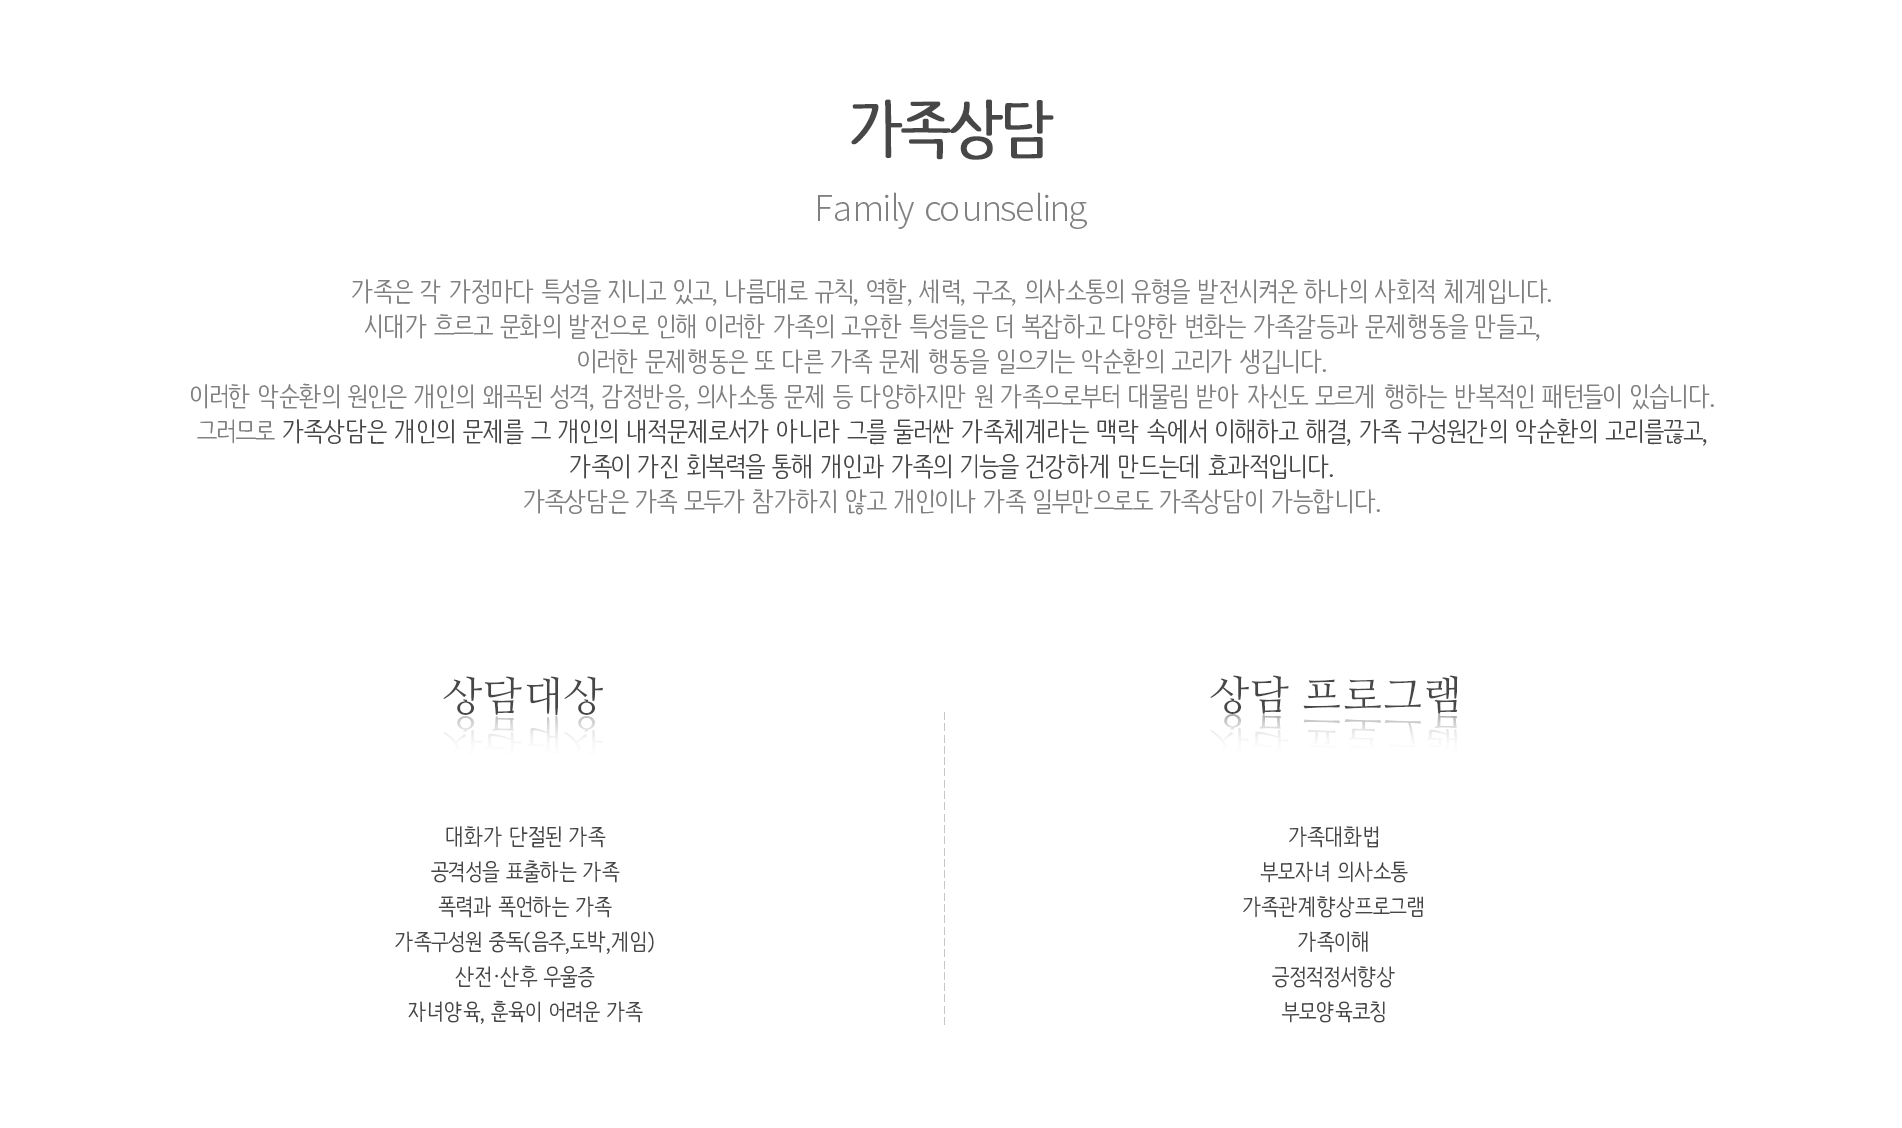 가족상담
Family counseling
가족은 각 가정마다 특성을 지니고 있고, 나름대로 규칙, 역할, 세력, 구조, 의사소통의 유형을 발전시켜온 하나의 사회적 체계입니다.
시대가 흐르고 문화의 발전으로 인해 이러한 가족의 고유한 특성들은 더 복잡하고 다양한 변화는 가족갈등과 문제행동을 만들고,
이러한 문제행동은 또 다른 가족 문제 행동을 일으키는 악순환의 고리가 생깁니다.
이러한 악순환의 원인은 개인의 왜곡된 성격, 감정반응, 의사소통 문제 등 다양하지만 원 가족으로부터 대물림 받아 자신도 모르게 행하는 반복적인 패턴들이 있습니다.
그러므로 가족상담은 개인의 문제를 그 개인의 내적문제로서가 아니라 그를 둘러싼 가족체계라는 맥락 속에서 이해하고 해결, 가족 구성원간의 악순환의 고리를끊고,
가족이 가진 회복력을 통해 개인과 가족의 기능을 건강하게 만드는데 효과적입니다.
가족상담은 가족 모두가 참가하지 않고 개인이나 가족 일부만으로도 가족상담이 가능합니다.
상담대상
대화가 단절된 가족
공격성을 표출하는 가족
폭력과 폭언하는 가족
가족구성원 중독(음주,도박,게임)
산전·산후 우울증
자녀양육, 훈육이 어려운 가족
상담 프로그램
가족대화법
부모자녀 의사소통
가족관계향상프로그램
가족이해
긍정적정서향상
부모양육코칭